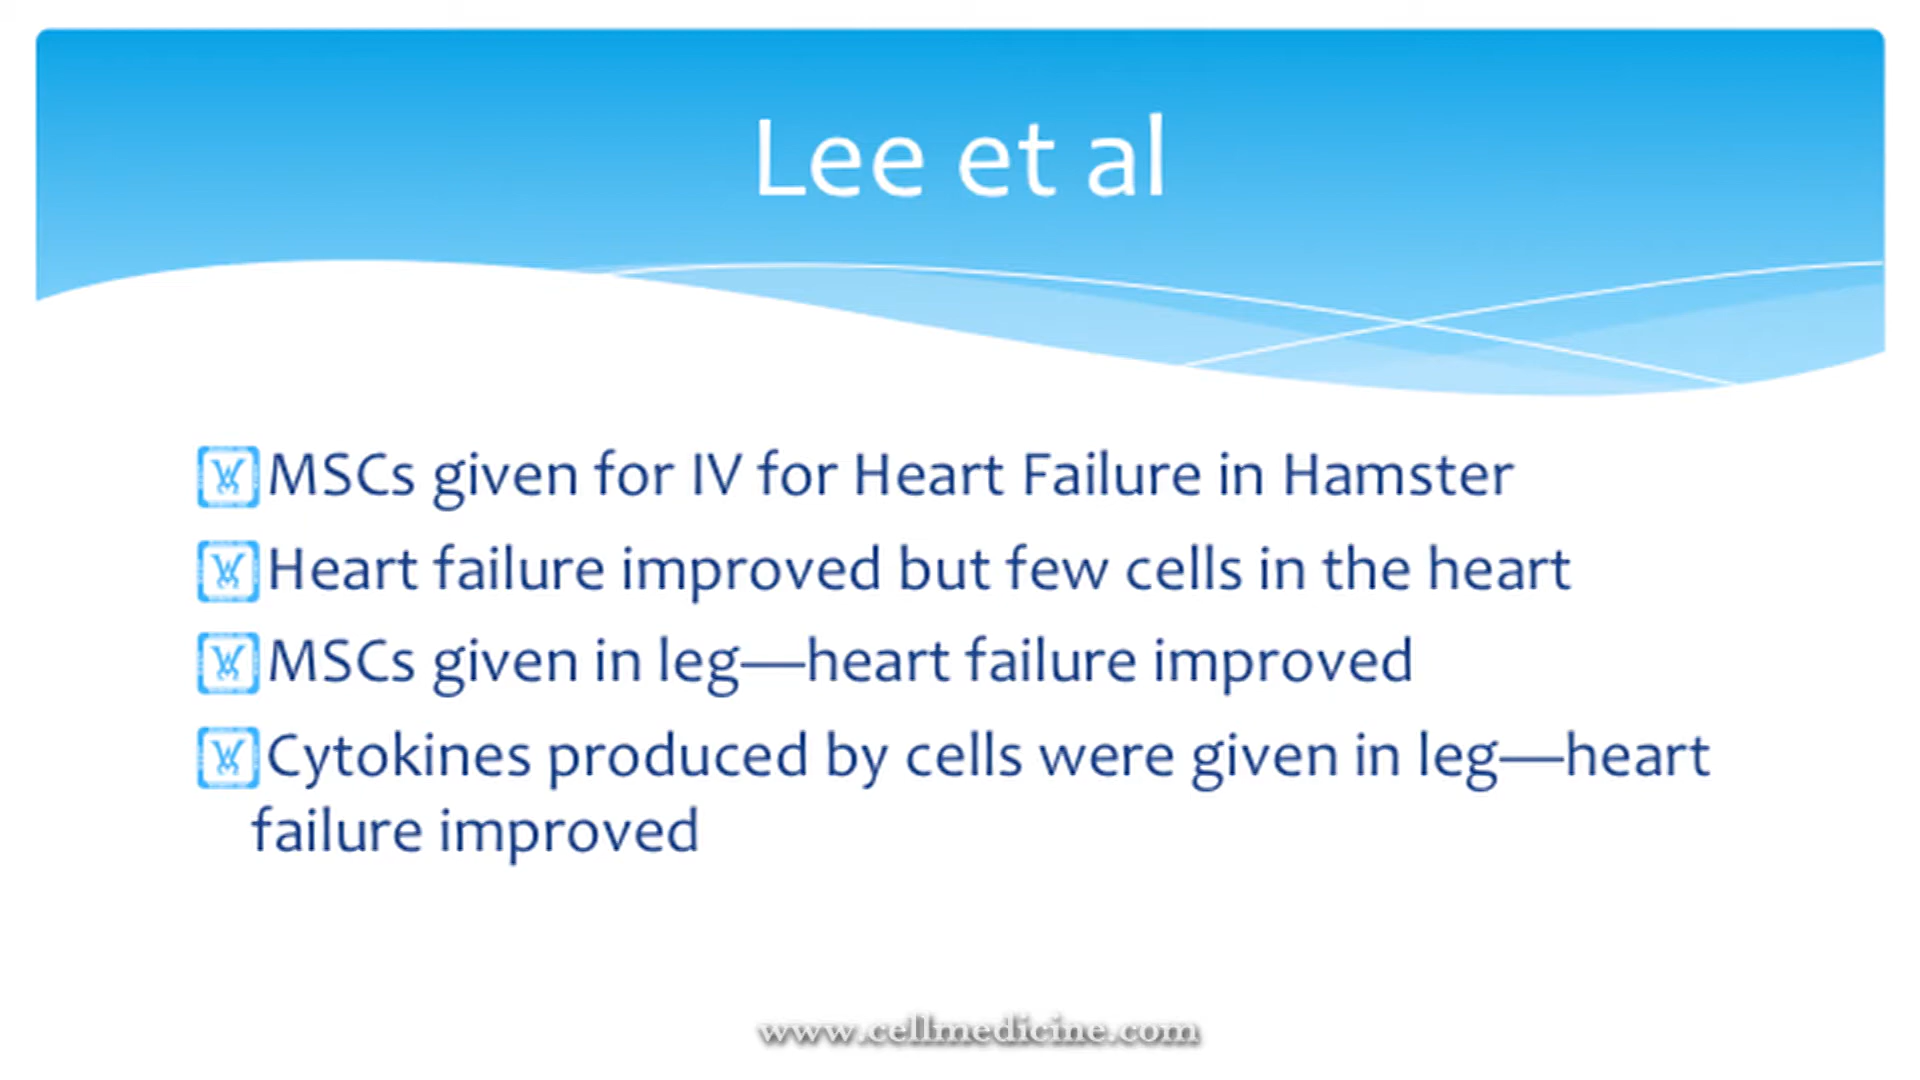 Lee et al
MSCs given for IV for Heart Failure in Hamster
Heart failure improved but few cells in the heart
MSCs given in leg—heart failure improved
Cytokines produced by cells were given in leg—heart
failure improved
www.cellmedicine.com